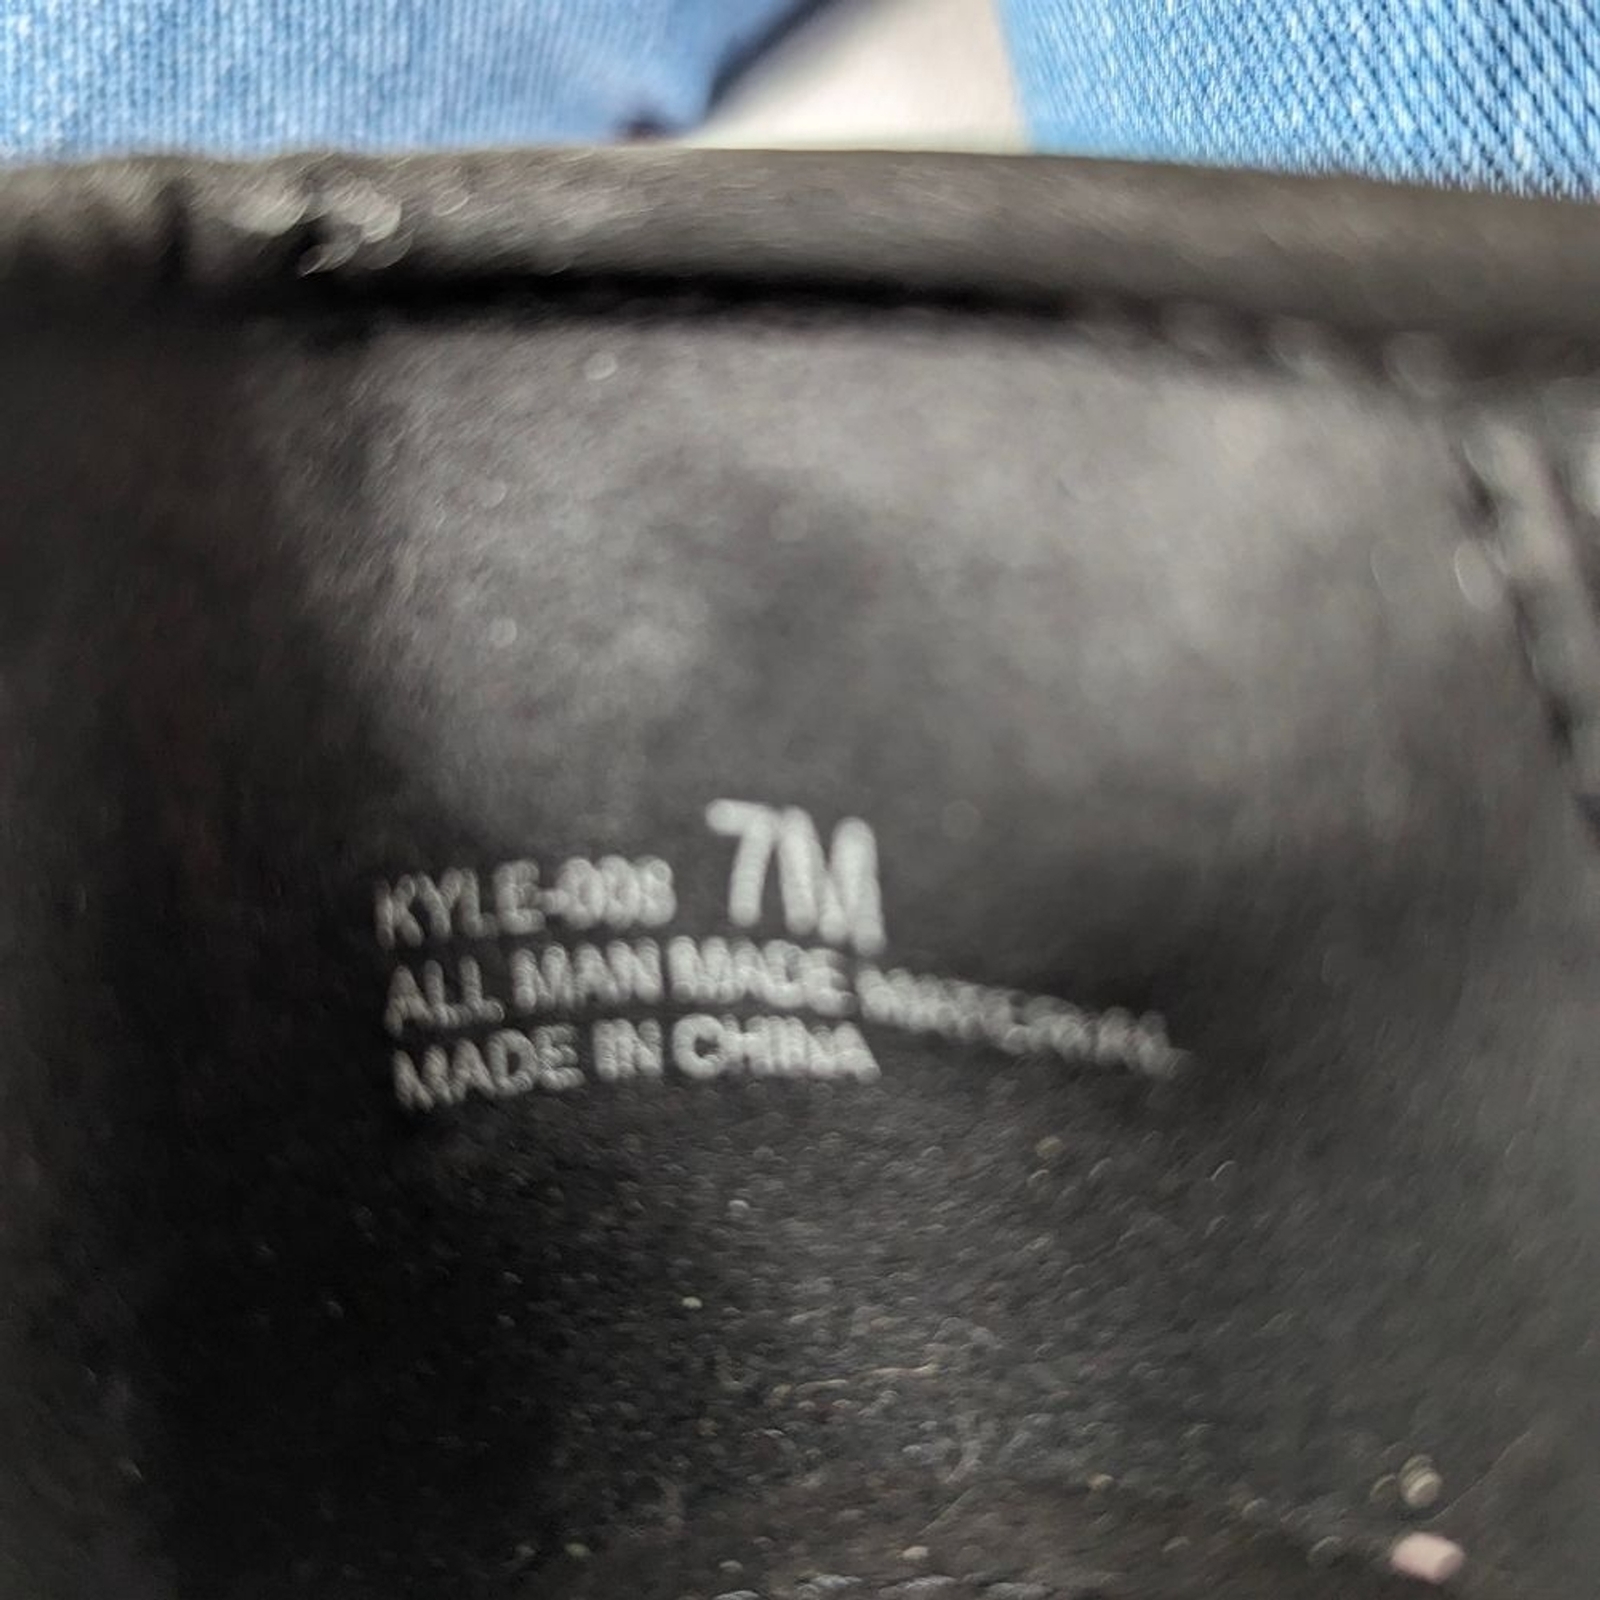 KYLE-008 7M
ALL MAN MADE MATERIAL
MADE IN CHINA